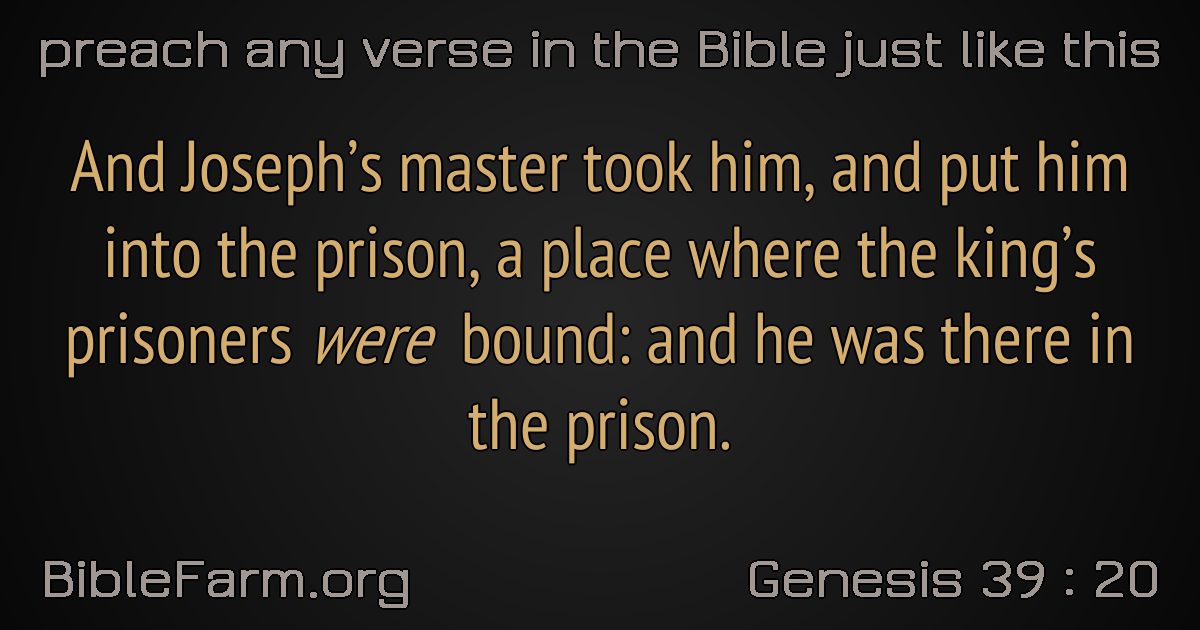 preach any verse in the Bible just like this
And Joseph’s master took him, and put him
into the prison, a place where the king’s
prisoners were bound: and he was there in
the prison.
BibleFarm.org
Genesis 39 : 20